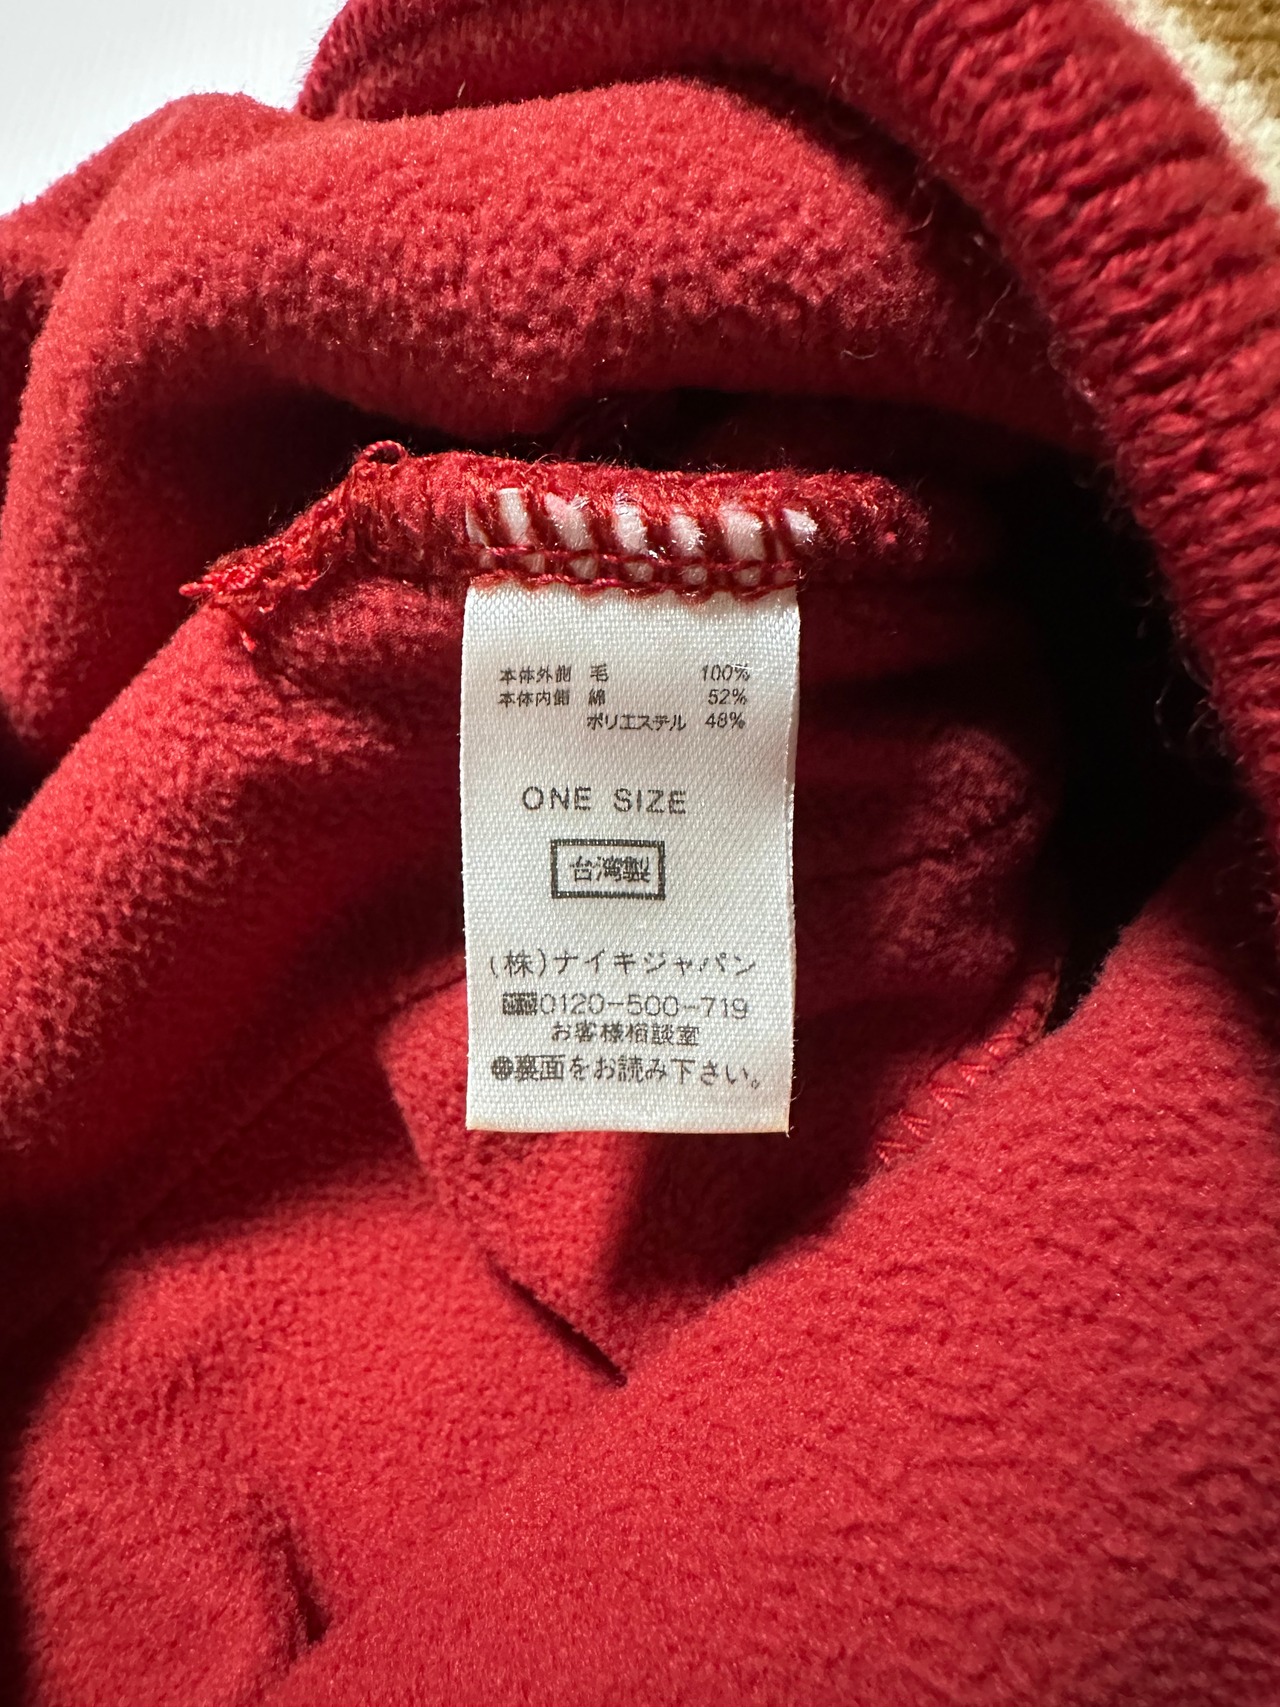 本体外側 毛 100%
本体内側 綿 52%
ポリエステル 48%
ONE SIZE
台湾製
(株)ナイキジャパン
0120-500-719
お客様相談室
裏面をお読み下さい。